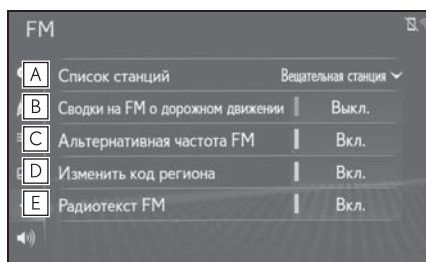 FM
A Список станций Вещательная станция
B Сводки на FM о дорожном движении Выкл.
C Альтернативная частота FM Вкл.
D Изменить код региона Вкл.
E Радиотекст FM Вкл.